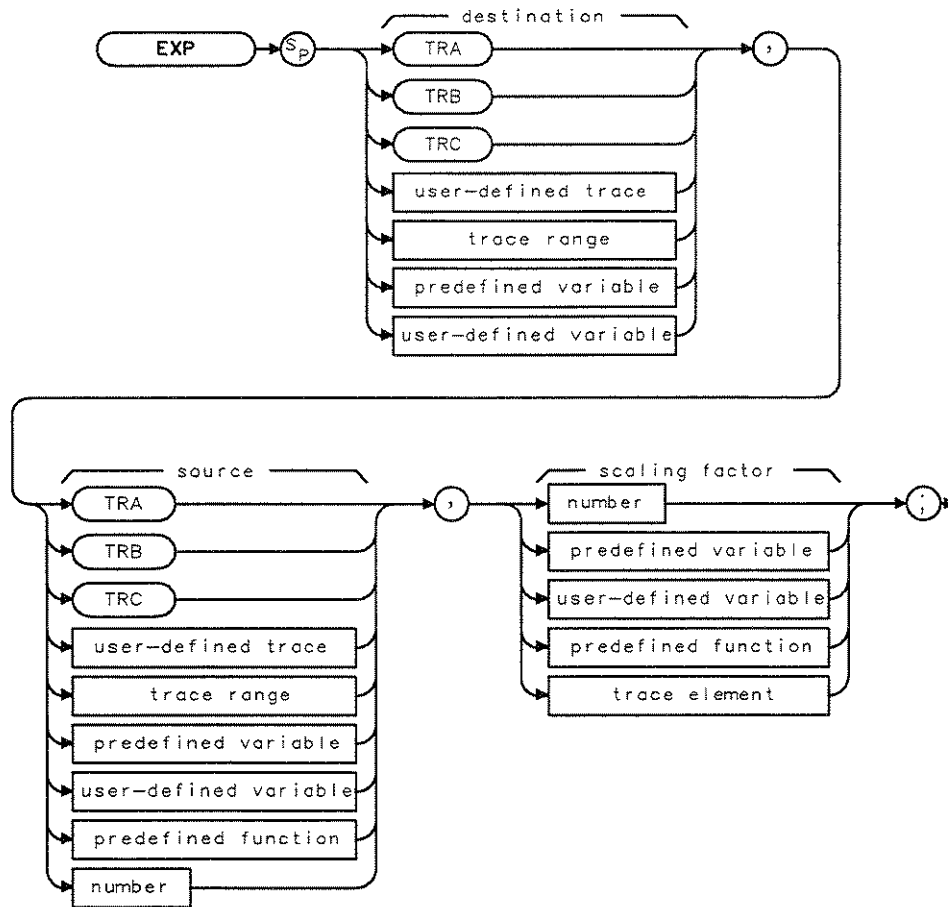 destination
EXP
SP
TRA
,
TRB
TRC
user-defined trace
trace range
predefined variable
user-defined variable
source
TRA
TRB
TRC
user-defined trace
trace range
predefined variable
user-defined variable
predefined function
number
,
scaling factor
number
predefined variable
user-defined variable
predefined function
trace element
;